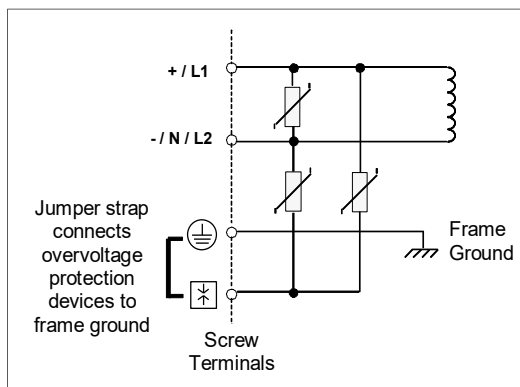 + / L1
- / N / L2
Jumper strap
connects
overvoltage
protection
devices to
frame ground
Frame
Ground
Screw
Terminals